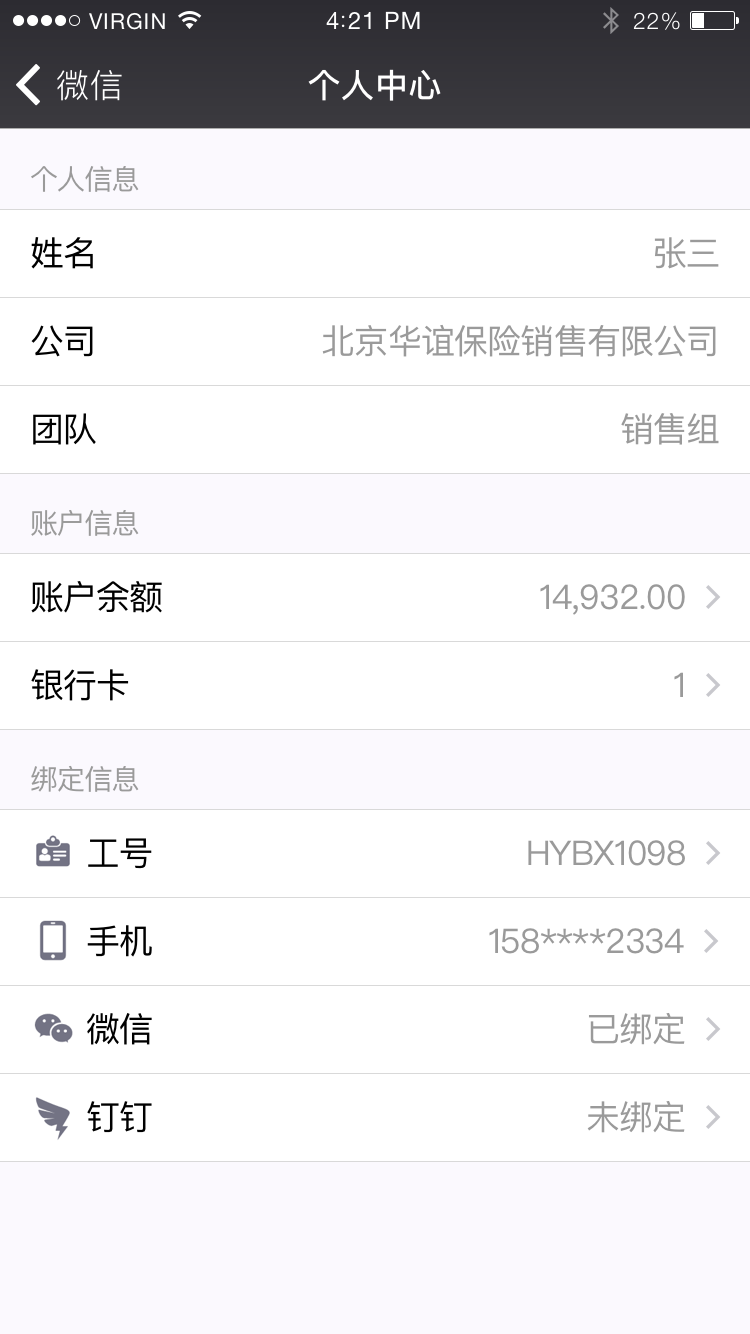 VIRGIN 4:21 PM 22%
微信 个人中心
个人信息
姓名 张三
公司 北京华谊保险销售有限公司
团队 销售组
账户信息
账户余额 14,932.00
银行卡 1
绑定信息
工号 HYBX1098
手机 158****2334
微信 已绑定
钉钉 未绑定